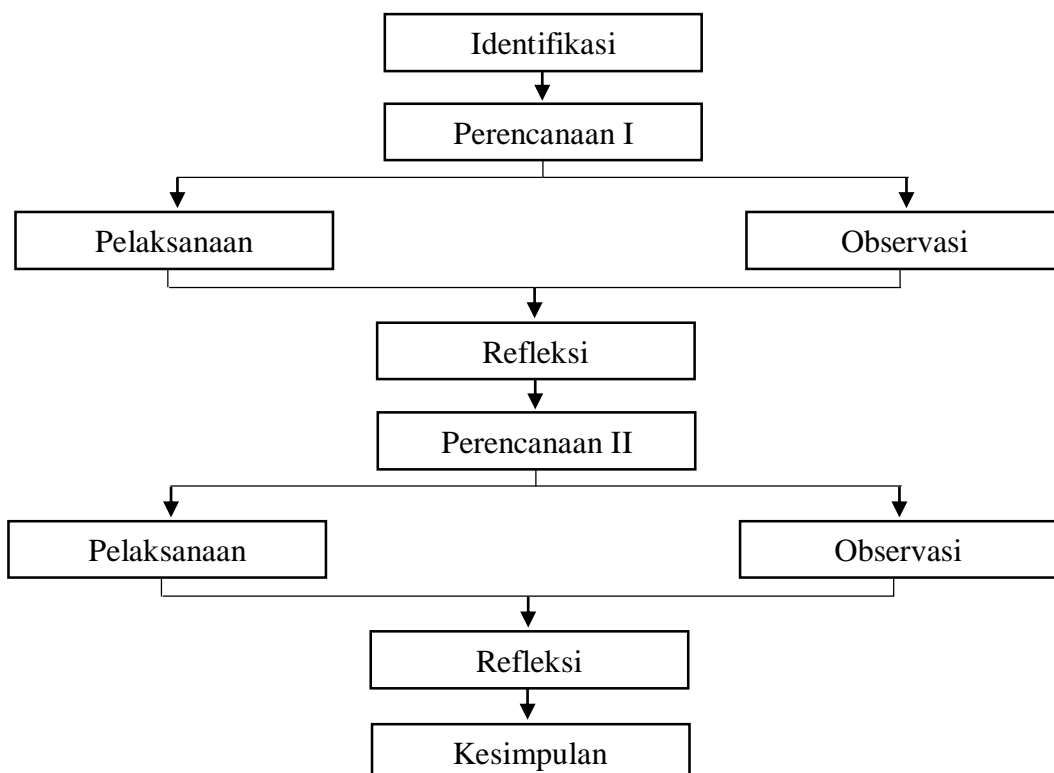 Identifikasi
Perencanaan I
Pelaksanaan
Observasi
Refleksi
Perencanaan II
Pelaksanaan
Observasi
Refleksi
Kesimpulan